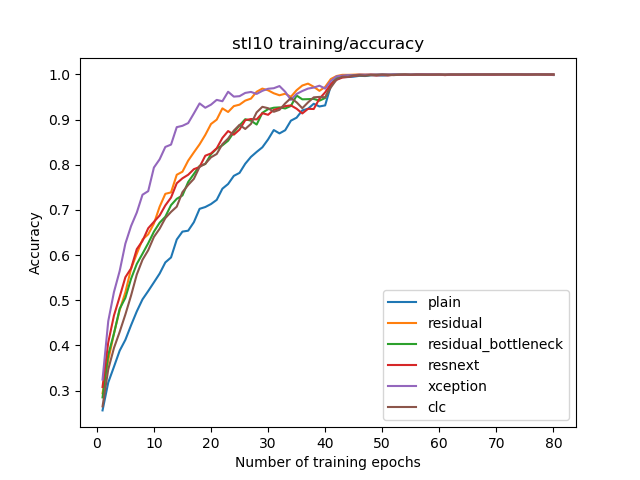 stl10 training/accuracy
Accuracy
1.0
0.9
0.8
0.7
0.6
0.5
0.4
0.3
0 10 20 30 40 50 60 70 80
Number of training epochs
plain
residual
residual_bottleneck
resnext
xception
clc